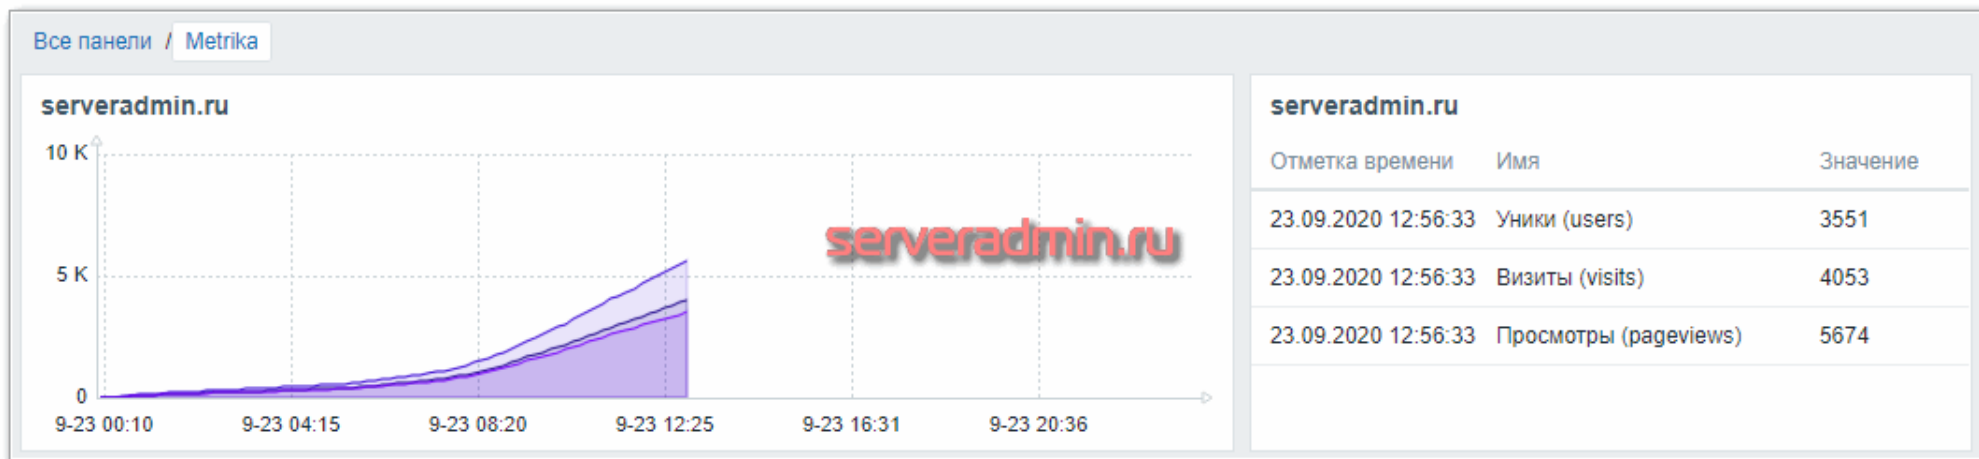 Все панели / Metrika
serveradmin.ru
10 K
5 K
0
9-23 00:10 9-23 04:15 9-23 08:20 9-23 12:25 9-23 16:31 9-23 20:36
serveradmin.ru
serveradmin.ru
Отметка времени Имя Значение
23.09.2020 12:56:33 Уники (users) 3551
23.09.2020 12:56:33 Визиты (visits) 4053
23.09.2020 12:56:33 Просмотры (pageviews) 5674